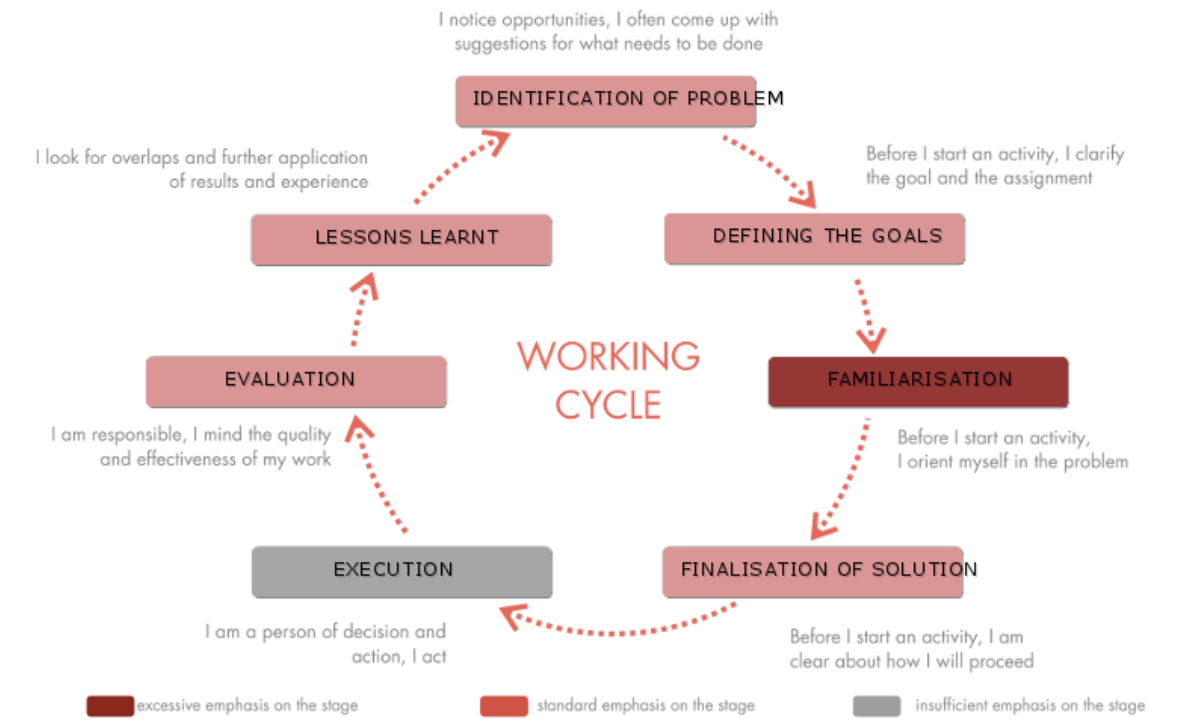 I notice opportunities, I often come up with
suggestions for what needs to be done
IDENTIFICATION OF PROBLEM
Before I start an activity, I clarify
the goal and the assignment
DEFINING THE GOALS
FAMILIARISATION
Before I start an activity,
I orient myself in the problem
FINALISATION OF SOLUTION
Before I start an activity, I am
clear about how I will proceed
EXECUTION
I am a person of decision and
action, I act
EVALUATION
I am responsible, I mind the quality
and effectiveness of my work
LESSONS LEARNT
I look for overlaps and further application
of results and experience
WORKING
CYCLE
excessive emphasis on the stage
standard emphasis on the stage
insufficient emphasis on the stage